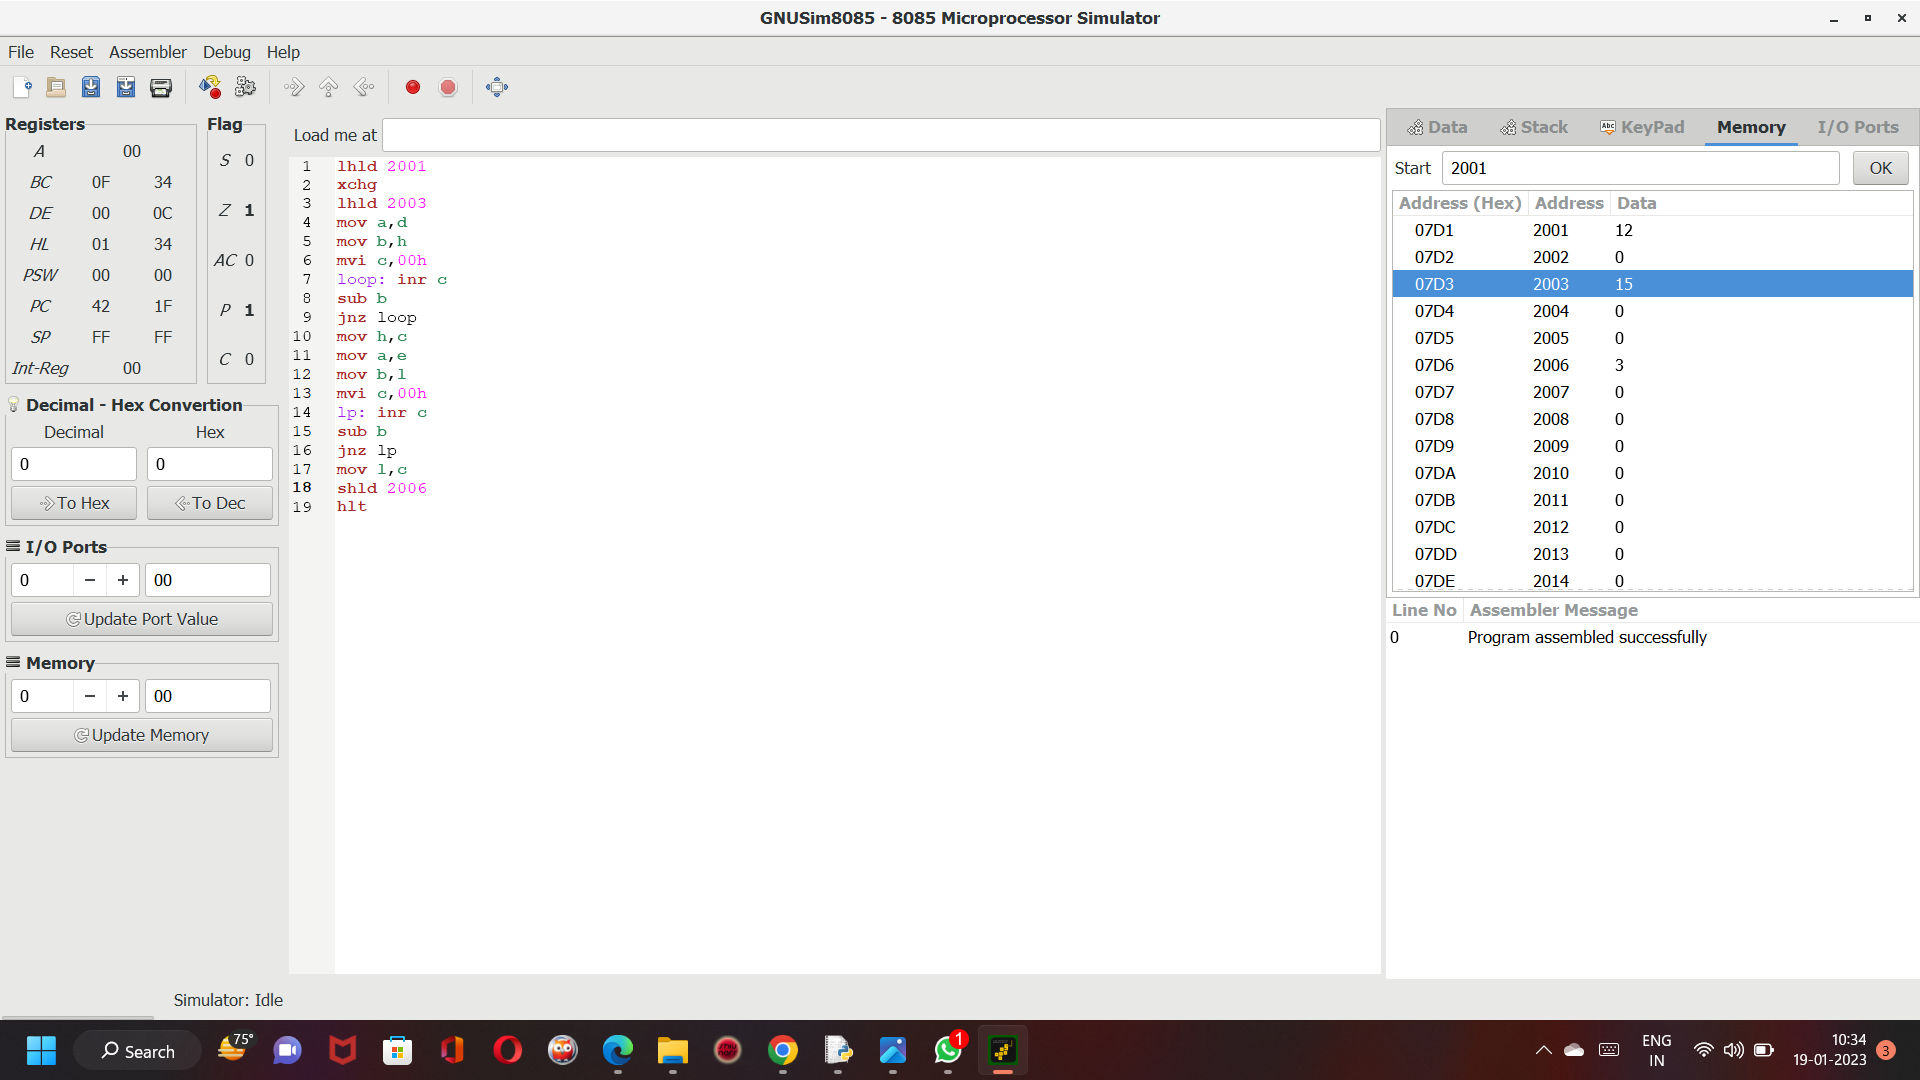 GNUSim8085 - 8085 Microprocessor Simulator
File Reset Assembler Debug Help
Registers
A 00
BC 0F 34
DE 00 0C
HL 01 34
PSW 00 00
PC 42 1F
SP FF FF
Int-Reg 00
Flag
S 0
Z 1
AC 0
P 1
C 0
Decimal - Hex Convertion
Decimal Hex
0 0
To Hex To Dec
I/O Ports
0 − + 00
Update Port Value
Memory
0 − + 00
Update Memory
Load me at
1 lhld 2001
2 xchg
3 lhld 2003
4 mov a,d
5 mov b,h
6 mvi c,00h
7 loop: inr c
8 sub b
9 jnz loop
10 mov h,c
11 mov a,e
12 mov b,l
13 mvi c,00h
14 lp: inr c
15 sub b
16 jnz lp
17 mov l,c
18 shld 2006
19 hlt
Data Stack Abc KeyPad Memory I/O Ports
Start 2001 OK
Address (Hex) Address Data
07D1 2001 12
07D2 2002 0
07D3 2003 15
07D4 2004 0
07D5 2005 0
07D6 2006 3
07D7 2007 0
07D8 2008 0
07D9 2009 0
07DA 2010 0
07DB 2011 0
07DC 2012 0
07DD 2013 0
07DE 2014 0
Line No Assembler Message
0 Program assembled successfully
Simulator: Idle
Search 75° 1 ENG 10:34
IN 19-01-2023 3